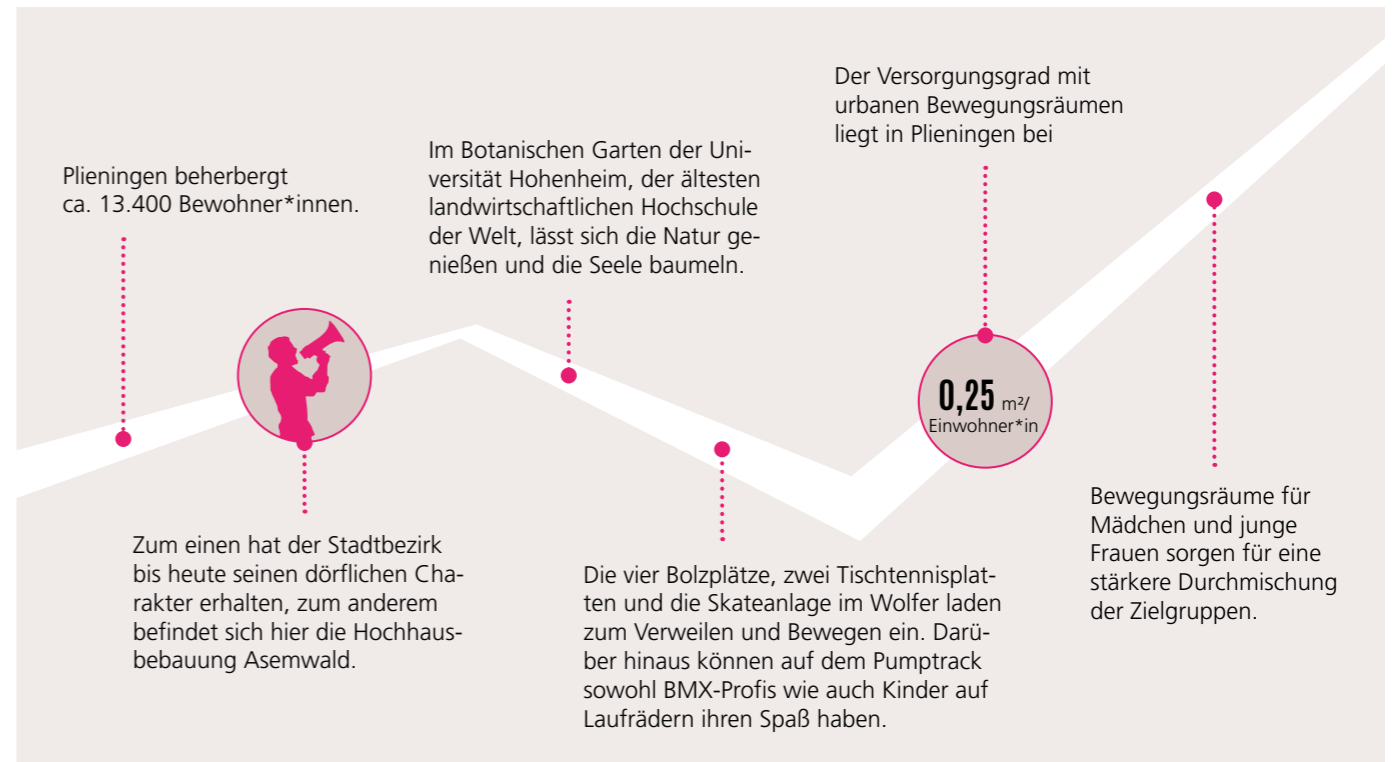 Plieningen beherbergt
ca. 13.400 Bewohner*innen.
Zum einen hat der Stadtbezirk
bis heute seinen dörflichen Cha-
rakter erhalten, zum anderem
befindet sich hier die Hochhaus-
bebauung Asemwald.
Im Botanischen Garten der Uni-
versität Hohenheim, der ältesten
landwirtschaftlichen Hochschule
der Welt, lässt sich die Natur ge-
nießen und die Seele baumeln.
Die vier Bolzplätze, zwei Tischtennisplat-
ten und die Skateanlage im Wolfer laden
zum Verweilen und Bewegen ein. Darü-
ber hinaus können auf dem Pumptrack
sowohl BMX-Profis wie auch Kinder auf
Laufrädern ihren Spaß haben.
Der Versorgungsgrad mit
urbanen Bewegungsräumen
liegt in Plieningen bei
0,25 m²/
Einwohner*in
Bewegungsräume für
Mädchen und junge
Frauen sorgen für eine
stärkere Durchmischung
der Zielgruppen.